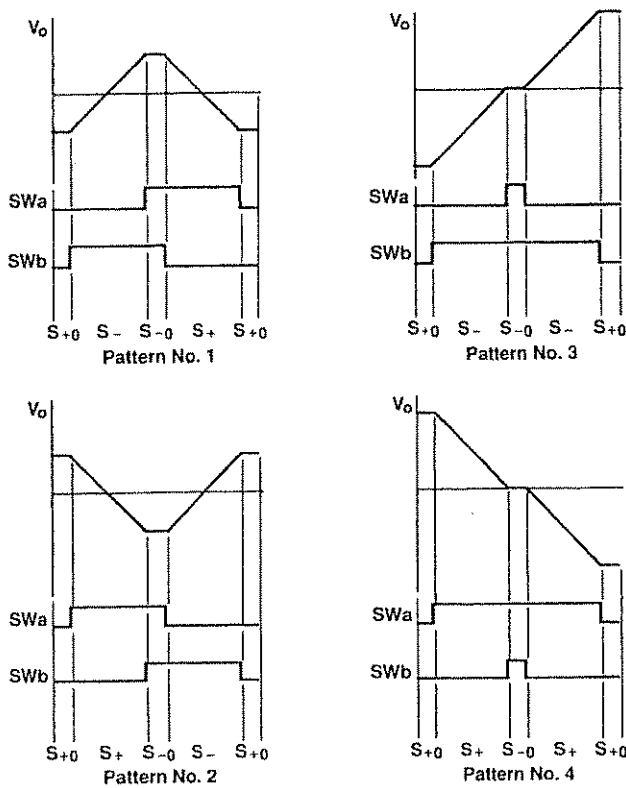 Vo
SWa
SWb
S+0 S- S-0 S+ S+0
Pattern No. 1
Vo
SWa
SWb
S+0 S- S-0 S- S+0
Pattern No. 3
Vo
SWa
SWb
S+0 S+ S-0 S- S+0
Pattern No. 2
Vo
SWa
SWb
S+0 S+ S-0 S+ S+0
Pattern No. 4